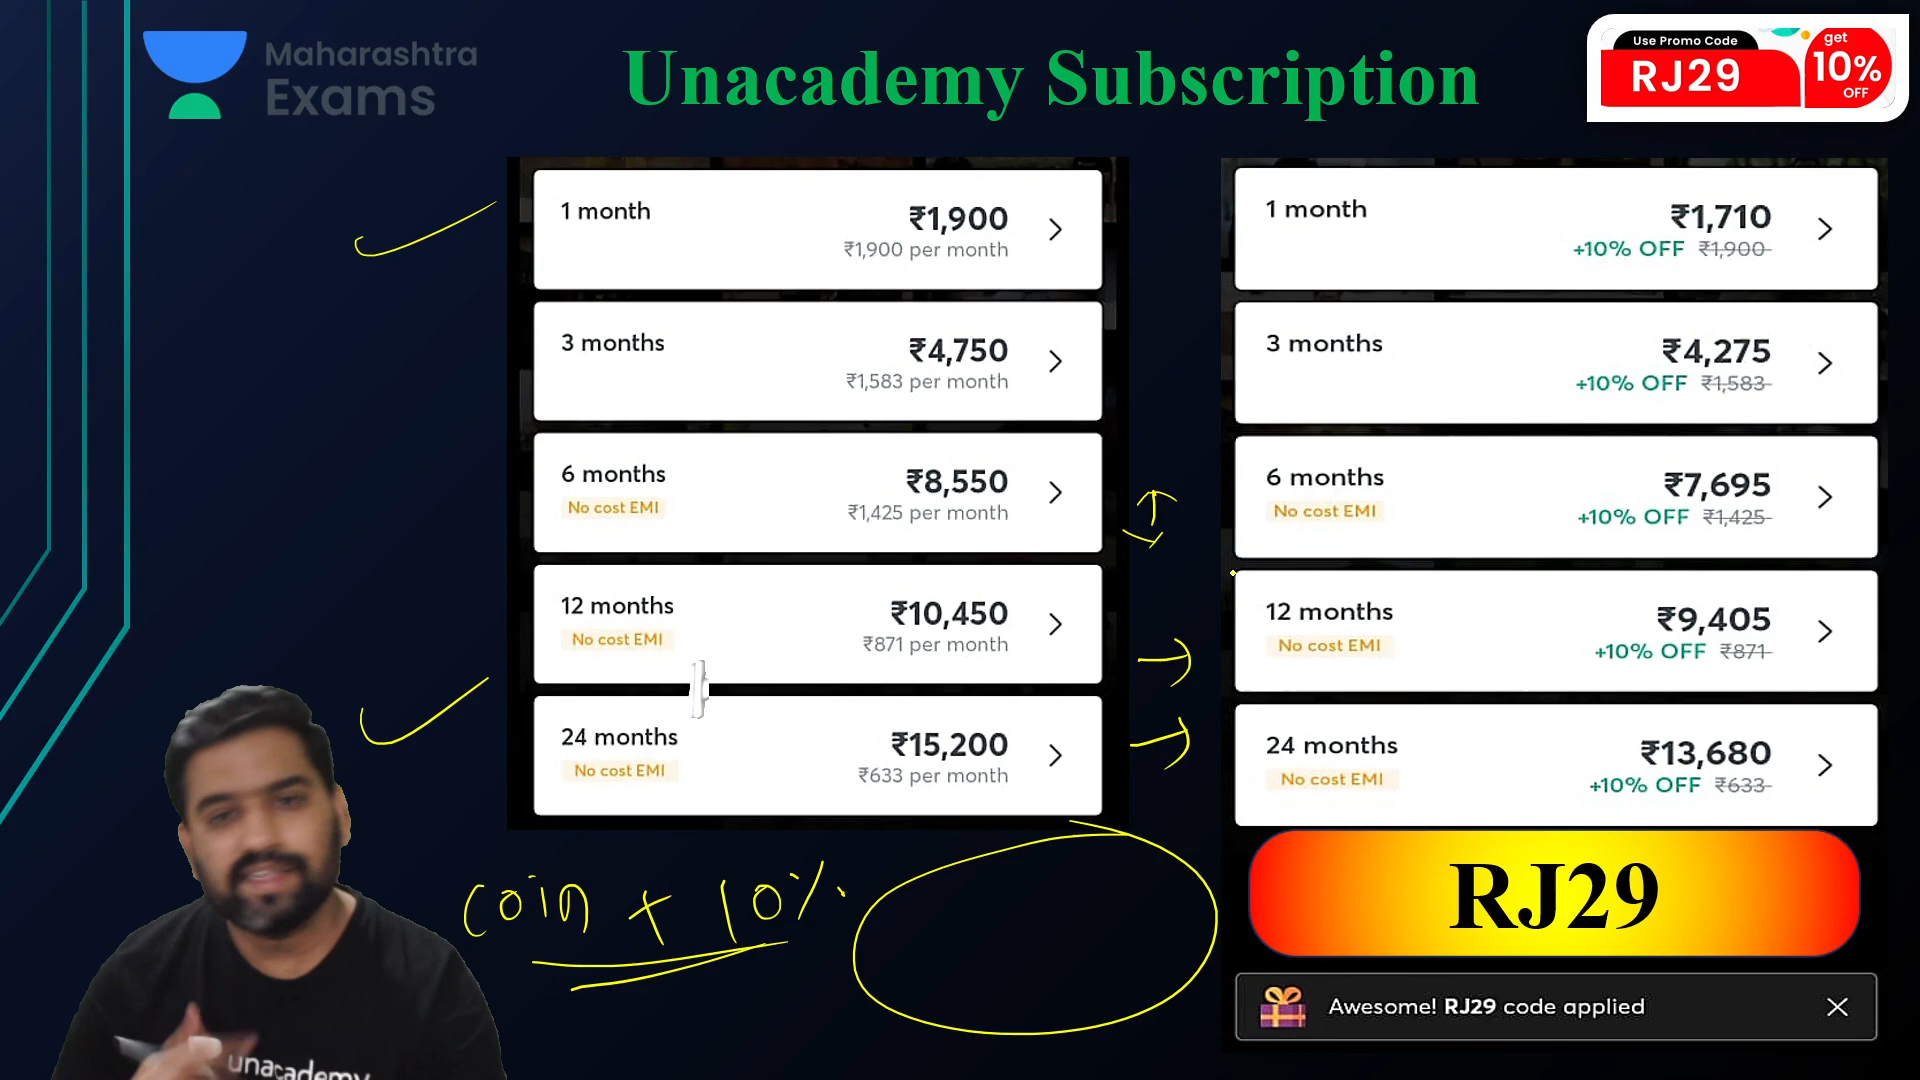 Maharashtra
Exams
Unacademy Subscription
Use Promo Code
RJ29
get
10%
OFF
1 month
₹1,900
₹1,900 per month
3 months
₹4,750
₹1,583 per month
6 months
No cost EMI
₹8,550
₹1,425 per month
12 months
No cost EMI
₹10,450
₹871 per month
24 months
No cost EMI
₹15,200
₹633 per month
1 month
₹1,710
+10% OFF ₹1,900
3 months
₹4,275
+10% OFF ₹1,583
6 months
No cost EMI
₹7,695
+10% OFF ₹1,425
12 months
No cost EMI
₹9,405
+10% OFF ₹871
24 months
No cost EMI
₹13,680
+10% OFF ₹633
coin + 10%
RJ29
Awesome! RJ29 code applied
unacademy